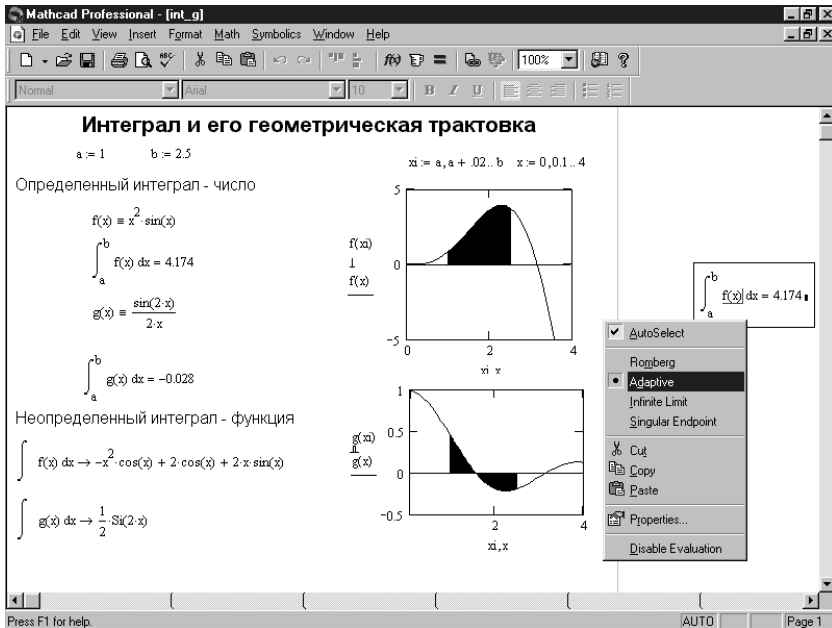 Mathcad Professional - [int_g]
File Edit View Insert Format Math Symbolics Window Help
100%
Normal Arial 10 B I U
Интеграл и его геометрическая трактовка
a := 1 b := 2.5
xi := a, a + .02.. b x := 0, 0.1.. 4
Определенный интеграл - число
f(x) ≡ x^2·sin(x)
∫_a^b f(x) dx = 4.174
g(x) ≡ sin(2·x) / 2·x
∫_a^b g(x) dx = −0.028
Неопределенный интеграл - функция
∫ f(x) dx → −x^2·cos(x) + 2·cos(x) + 2·x·sin(x)
∫ g(x) dx → 1/2·Si(2·x)
5
f(xi)
0
f(x)
−5
0 2 4
xi x
1
0.5
g(xi)
g(x)
0
−0.5
2 4
xi,x
∫_a^b f(x) dx = 4.174
AutoSelect
Romberg
Adaptive
Infinite Limit
Singular Endpoint
Cut
Copy
Paste
Properties...
Disable Evaluation
Press F1 for help. AUTO Page 1